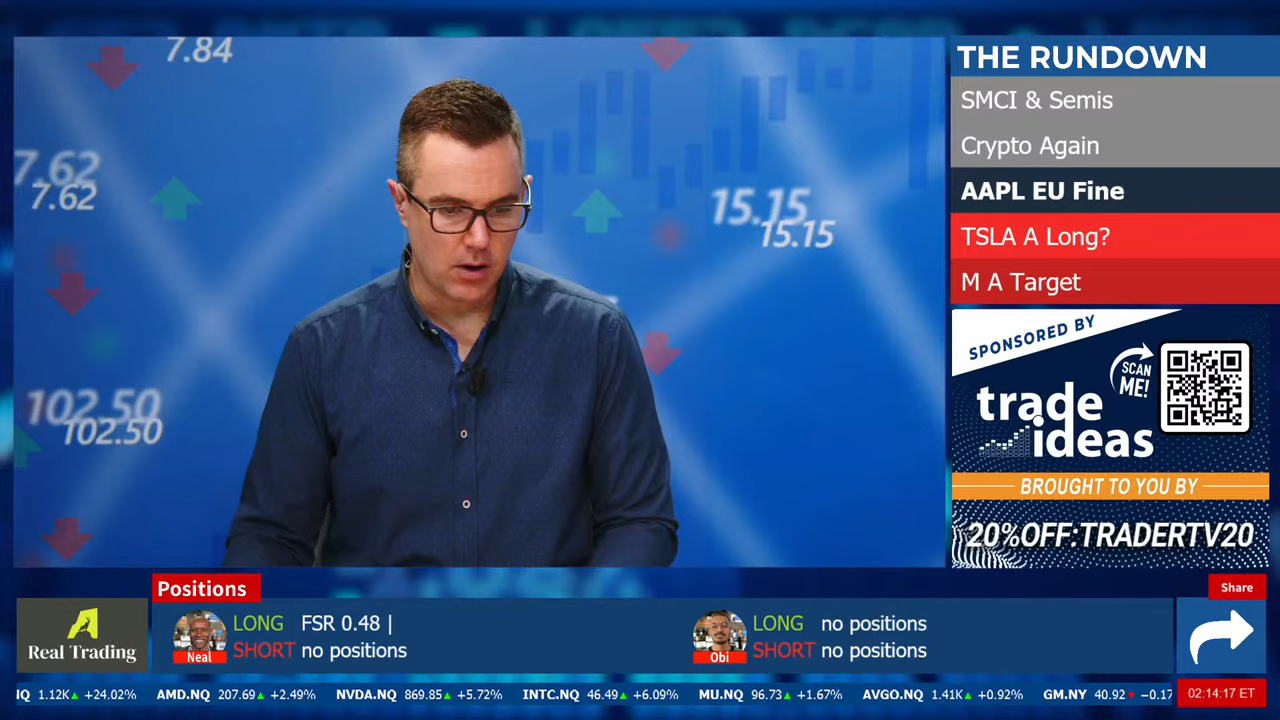 7.84
7.62
7.62
15.15
15.15
102.50
102.50
THE RUNDOWN
SMCI & Semis
Crypto Again
AAPL EU Fine
TSLA A Long?
M A Target
SPONSORED BY
SCAN
ME!
trade
ideas
BROUGHT TO YOU BY
20%OFF:TRADERTV20
Positions
Share
Real Trading
Neal
LONG FSR 0.48 |
SHORT no positions
Obi
LONG no positions
SHORT no positions
IQ 1.12K▲ +24.02% AMD.NQ 207.69▲ +2.49% NVDA.NQ 869.85▲ +5.72% INTC.NQ 46.49▲ +6.09% MU.NQ 96.73▲ +1.67% AVGO.NQ 1.41K▲ +0.92% GM.NY 40.92 -0.17
02:14:17 ET